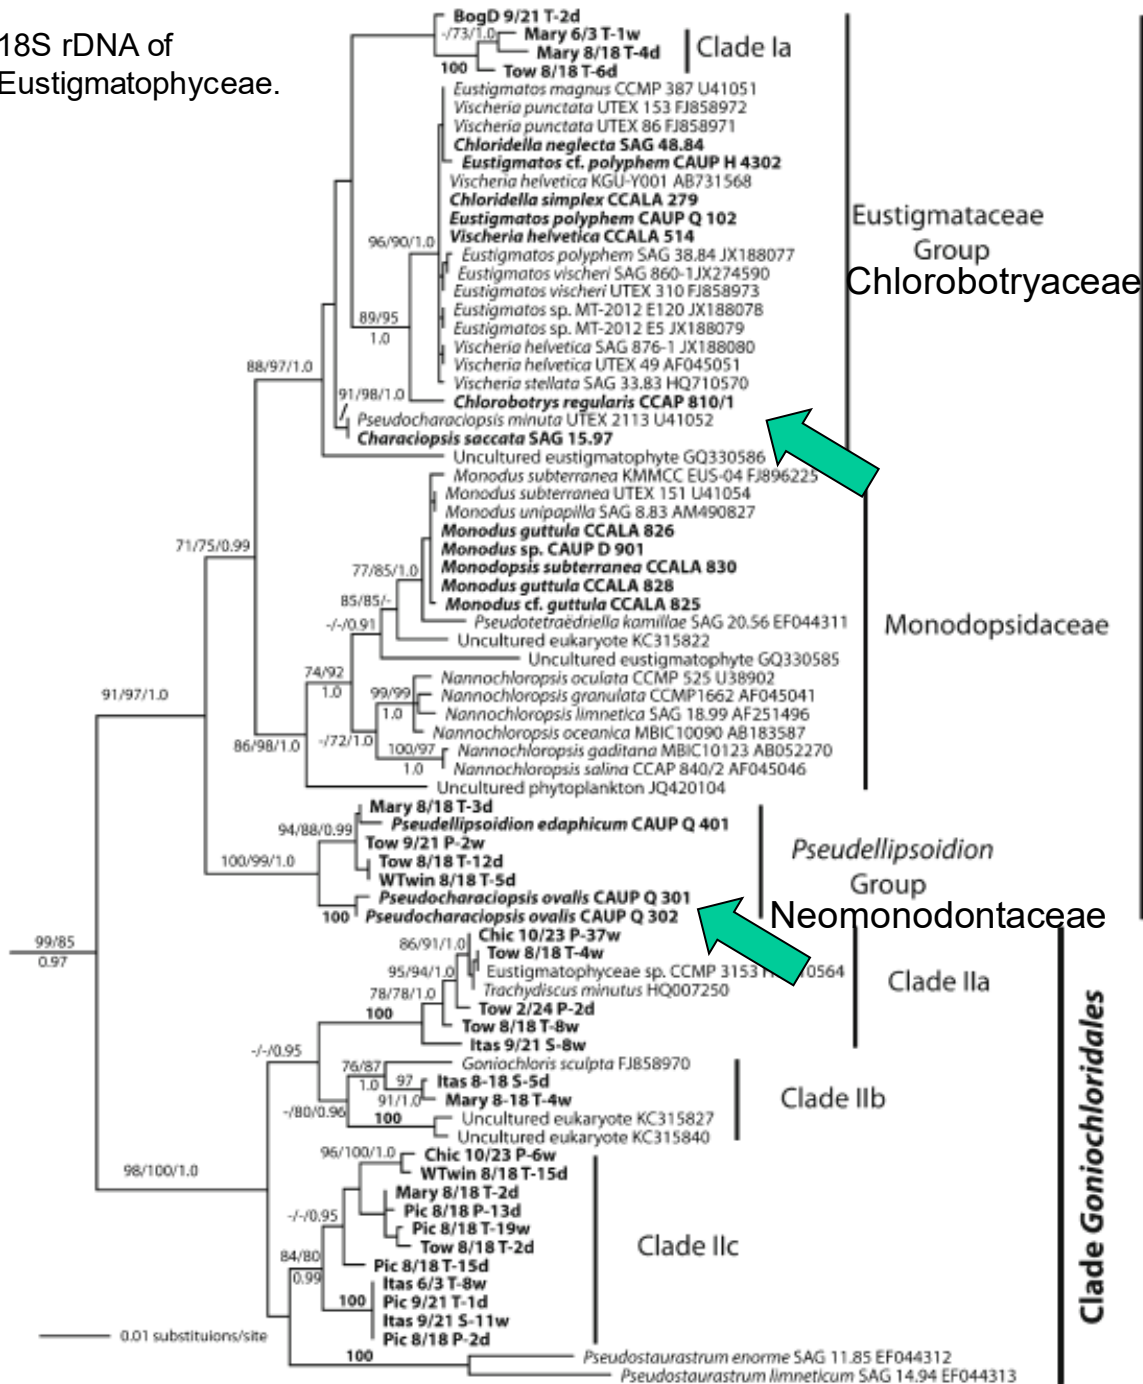 18S rDNA of
Eustigmatophyceae.
BogD 9/21 T-2d
-/73/1.0
Mary 6/3 T-1w
Mary 8/18 T-4d
100
Tow 8/18 T-6d
Clade Ia
Eustigmatos magnus CCMP 387 U41051
Vischeria punctata UTEX 153 FJ858972
Vischeria punctata UTEX 86 FJ858971
Chloridella neglecta SAG 48.84
Eustigmatos cf. polyphem CAUP H 4302
Vischeria helvetica KGU-Y001 AB731568
Chloridella simplex CCALA 279
Eustigmatos polyphem CAUP Q 102
Vischeria helvetica CCALA 514
96/90/1.0
Eustigmatos polyphem SAG 38.84 JX188077
Eustigmatos vischeri SAG 860-1JX274590
Eustigmatos vischeri UTEX 310 FJ858973
Eustigmatos sp. MT-2012 E120 JX188078
Eustigmatos sp. MT-2012 E5 JX188079
89/95
1.0
Vischeria helvetica SAG 876-1 JX188080
Vischeria helvetica UTEX 49 AF045051
Vischeria stellata SAG 33.83 HQ710570
Chlorobotrys regularis CCAP 810/1
88/97/1.0
91/98/1.0
Pseudocharaciopsis minuta UTEX 2113 U41052
Characiopsis saccata SAG 15.97
Uncultured eustigmatophyte GQ330586
Eustigmataceae
Group
Chlorobotryaceae
Monodus subterranea KMMCC EUS-04 FJ896225
Monodus subterranea UTEX 151 U41054
Monodus unipapilla SAG 8.83 AM490827
Monodus guttula CCALA 826
Monodus sp. CAUP D 901
Monodopsis subterranea CCALA 830
Monodus guttula CCALA 828
Monodus cf. guttula CCALA 825
71/75/0.99
77/85/1.0
85/85/-
-/-/0.91
Pseudotetraëdriella kamillae SAG 20.56 EF044311
Uncultured eukaryote KC315822
Uncultured eustigmatophyte GQ330585
Monodopsidaceae
74/92
1.0
99/99
1.0
Nannochloropsis oculata CCMP 525 U38902
Nannochloropsis granulata CCMP1662 AF045041
Nannochloropsis limnetica SAG 18.99 AF251496
Nannochloropsis oceanica MBIC10090 AB183587
91/97/1.0
86/98/1.0
-/72/1.0
100/97
1.0
Nannochloropsis gaditana MBIC10123 AB052270
Nannochloropsis salina CCAP 840/2 AF045046
Uncultured phytoplankton JQ420104
Mary 8/18 T-3d
94/88/0.99
Pseudellipsoidion edaphicum CAUP Q 401
Tow 9/21 P-2w
100/99/1.0
Tow 8/18 T-12d
WTwin 8/18 T-5d
Pseudocharaciopsis ovalis CAUP Q 301
100
Pseudocharaciopsis ovalis CAUP Q 302
Pseudellipsoidion
Group
Neomonodontaceae
99/85
0.97
Chic 10/23 P-37w
86/91/1.0
Tow 8/18 T-4w
95/94/1.0
Eustigmatophyceae sp. CCMP 3153
Trachydiscus minutus HQ007250
78/78/1.0
Tow 2/24 P-2d
100
Tow 8/18 T-8w
Itas 9/21 S-8w
Clade IIa
-/-/0.95
76/87
1.0
Goniochloris sculpta FJ858970
97
Itas 8-18 S-5d
91/1.0
Mary 8-18 T-4w
-/80/0.96
100
Uncultured eukaryote KC315827
Uncultured eukaryote KC315840
Clade IIb
98/100/1.0
96/100/1.0
Chic 10/23 P-6w
WTwin 8/18 T-15d
Mary 8/18 T-2d
Pic 8/18 P-13d
-/-/0.95
Pic 8/18 T-19w
Tow 8/18 T-2d
84/80
0.99
Pic 8/18 T-15d
Itas 6/3 T-8w
100
Pic 9/21 T-1d
Itas 9/21 S-11w
Pic 8/18 P-2d
Clade IIc
Clade Goniochloridales
0.01 substituions/site
100
Pseudostaurastrum enorme SAG 11.85 EF044312
Pseudostaurastrum limneticum SAG 14.94 EF044313